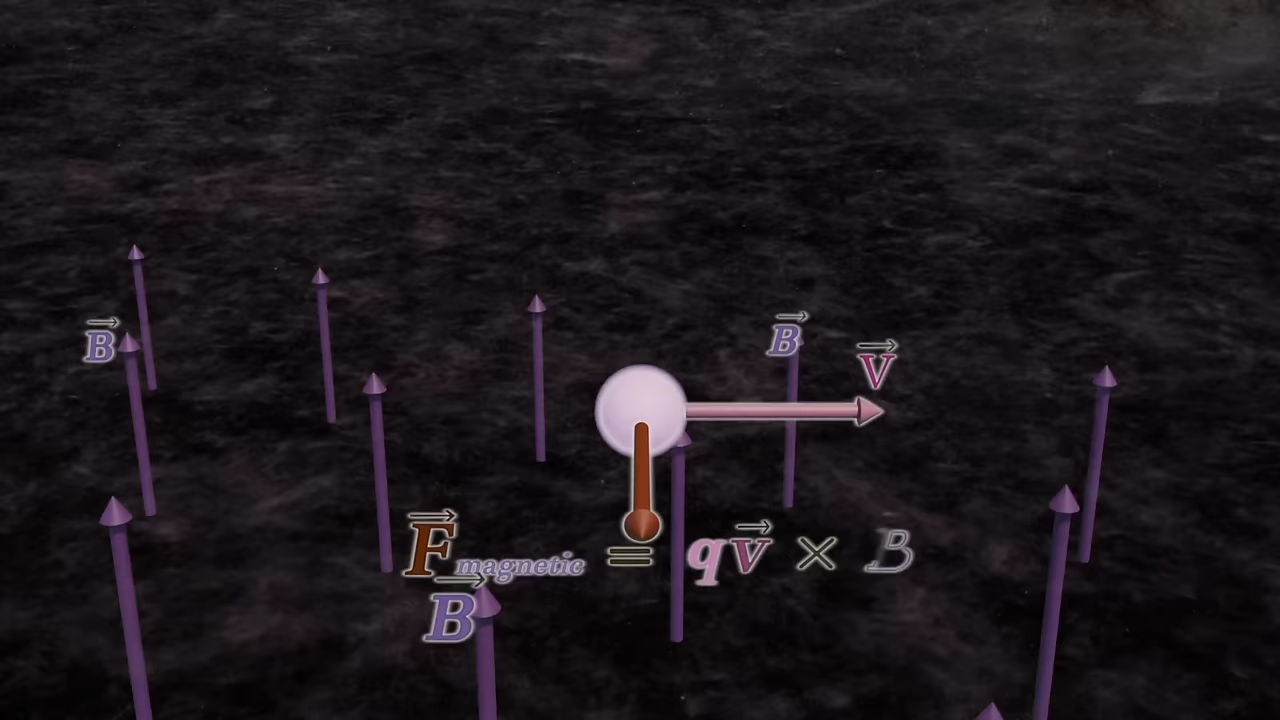 B⃗
B⃗
V⃗
F⃗magnetic = qv⃗ × B
B⃗